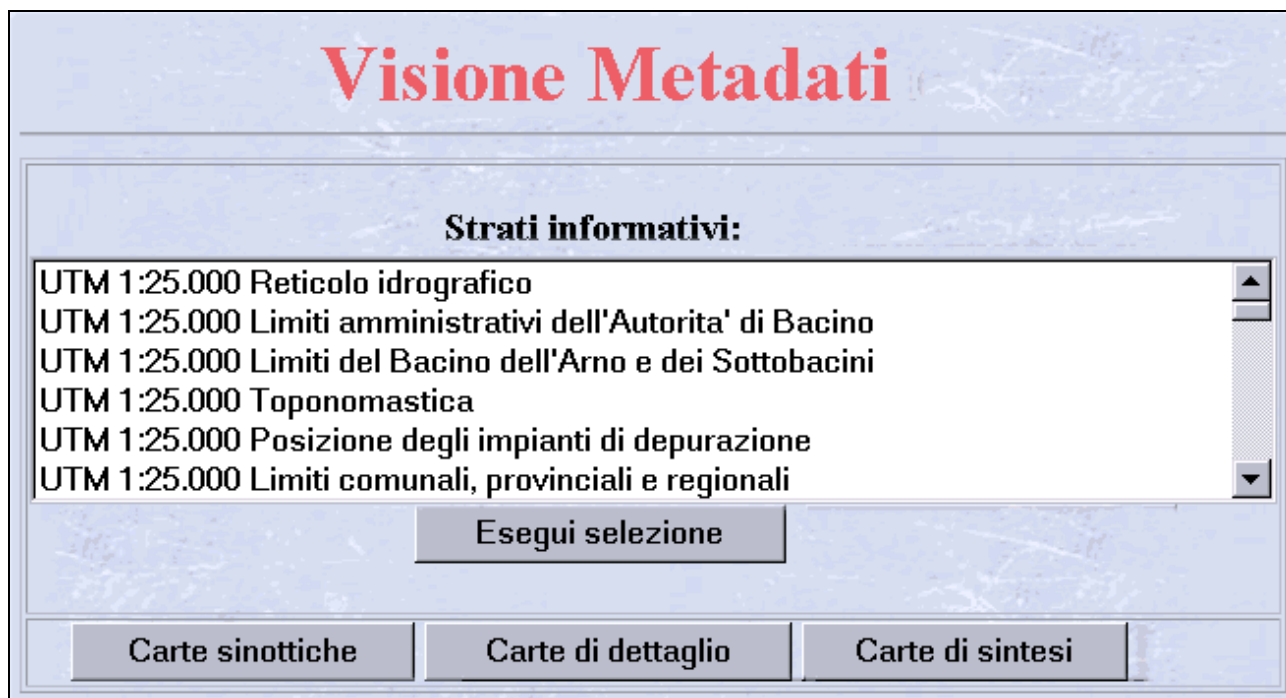 Visione Metadati
Strati informativi:
UTM 1:25.000 Reticolo idrografico
UTM 1:25.000 Limiti amministrativi dell'Autorita' di Bacino
UTM 1:25.000 Limiti del Bacino dell'Arno e dei Sottobacini
UTM 1:25.000 Toponomastica
UTM 1:25.000 Posizione degli impianti di depurazione
UTM 1:25.000 Limiti comunali, provinciali e regionali
Esegui selezione
Carte sinottiche Carte di dettaglio Carte di sintesi